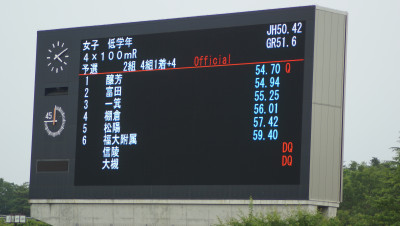 女子 低学年 JH50.42
4×100mR GR51.6
予選 2組 4組1着+4 Official
1 醸芳 54.70 Q
2 富田 54.94
3 一箕 55.25
4 棚倉 56.01
5 松陽 57.42
6 福大附属 59.40
信陵 DQ
大槻 DQ
45